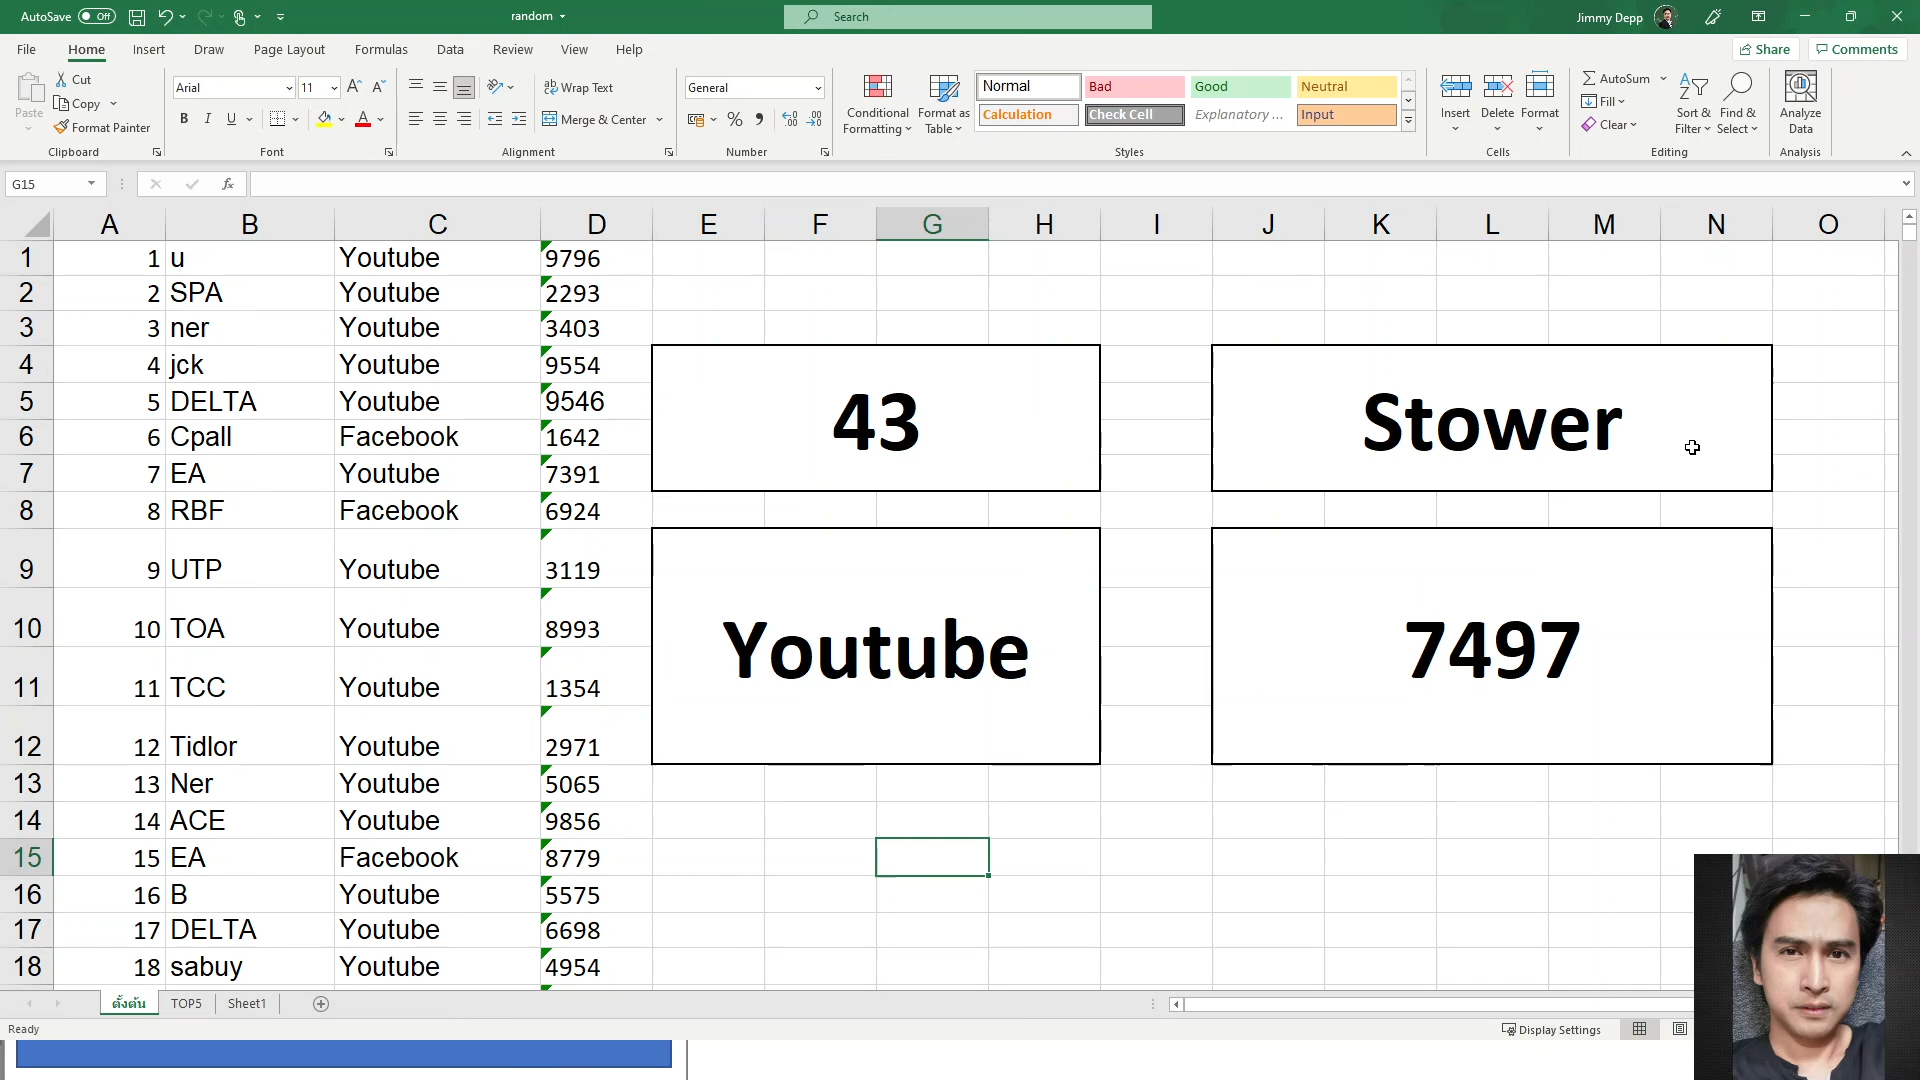 AutoSave Off
random
Search
Jimmy Depp
File Home Insert Draw Page Layout Formulas Data Review View Help
Share Comments
Paste
Cut
Copy
Format Painter
Clipboard
Arial 11
B I U
Font
Wrap Text
Merge & Center
Alignment
General
Number
Conditional Formatting
Format as Table
Normal Bad Good Neutral
Calculation Check Cell Explanatory ... Input
Styles
Insert Delete Format
Cells
AutoSum
Fill
Clear
Sort & Filter
Find & Select
Editing
Analyze Data
Analysis
G15 fx
A B C D E F G H I J K L M N O
1 1 u Youtube 9796
2 2 SPA Youtube 2293
3 3 ner Youtube 3403
4 4 jck Youtube 9554
5 5 DELTA Youtube 9546
6 6 Cpall Facebook 1642
7 7 EA Youtube 7391
8 8 RBF Facebook 6924
9 9 UTP Youtube 3119
10 10 TOA Youtube 8993
11 11 TCC Youtube 1354
12 12 Tidlor Youtube 2971
13 13 Ner Youtube 5065
14 14 ACE Youtube 9856
15 15 EA Facebook 8779
16 16 B Youtube 5575
17 17 DELTA Youtube 6698
18 18 sabuy Youtube 4954
43 Stower
Youtube 7497
ตั้งต้น TOP5 Sheet1
Ready
Display Settings